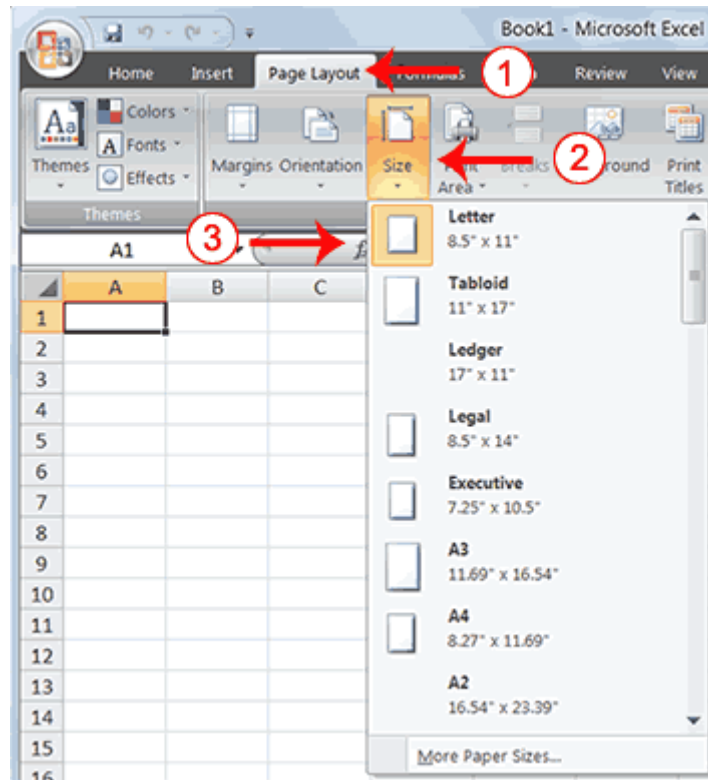 Book1 - Microsoft Excel
Home Insert Page Layout 1 Review View
Aa Colors
A Fonts
Effects
Themes Margins Orientation Size 2 Print
Area Titles
Themes
Letter
8.5" x 11"
A1 3
Tabloid
11" x 17"
A B C
1
2
3
4
5
6
7
8
9
10
11
12
13
14
15
16
Ledger
17" x 11"
Legal
8.5" x 14"
Executive
7.25" x 10.5"
A3
11.69" x 16.54"
A4
8.27" x 11.69"
A2
16.54" x 23.39"
More Paper Sizes...